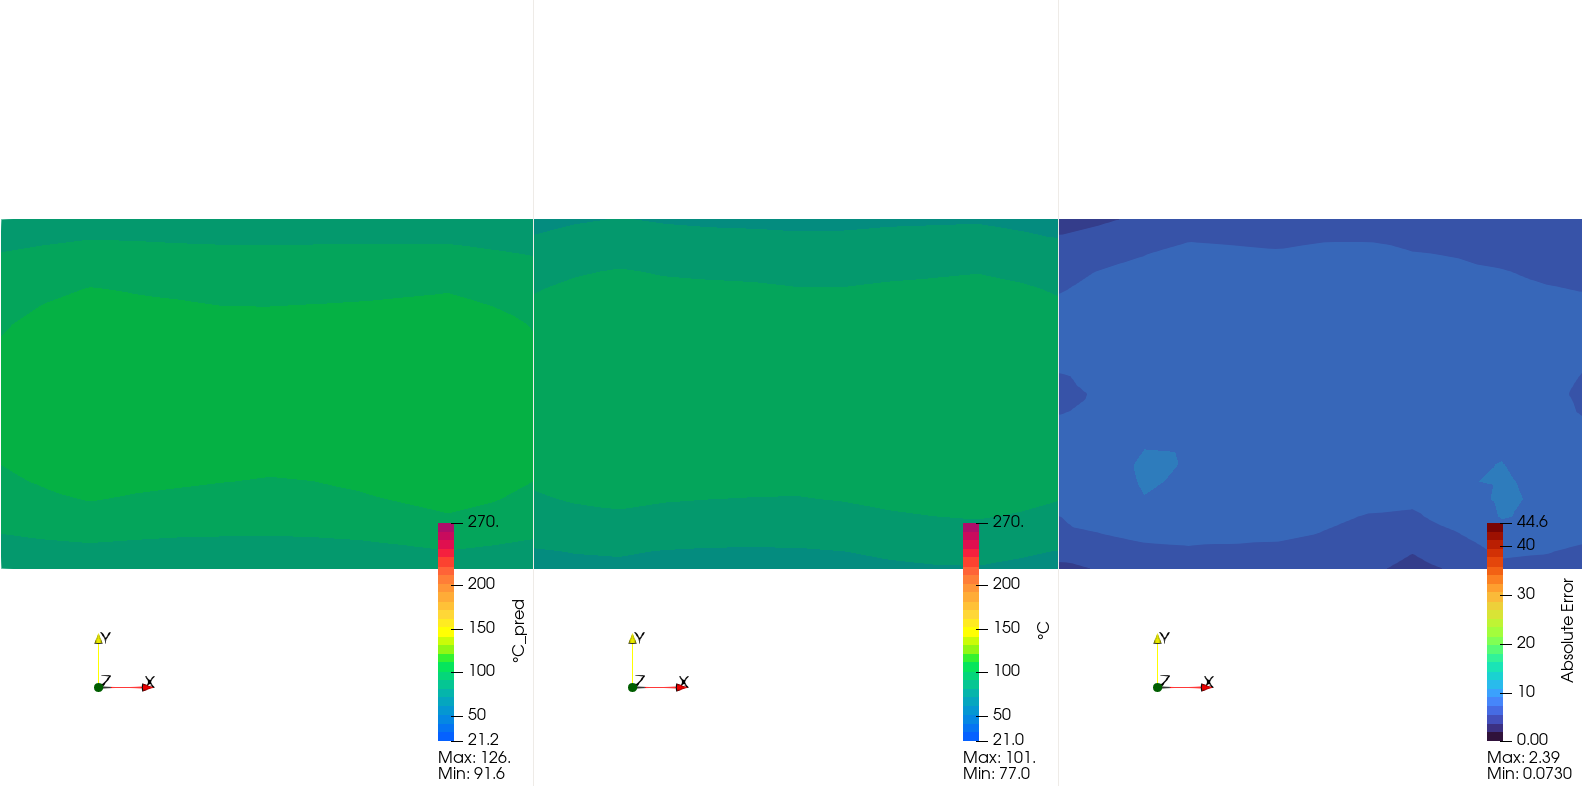 270.
200
150
100
50
21.2
°C_pred
Max: 126.
Min: 91.6
Y
Z
X
270.
200
150
100
50
21.0
°C
Max: 101.
Min: 77.0
Y
Z
X
44.6
40
30
20
10
0.00
Absolute Error
Max: 2.39
Min: 0.0730
Y
Z
X